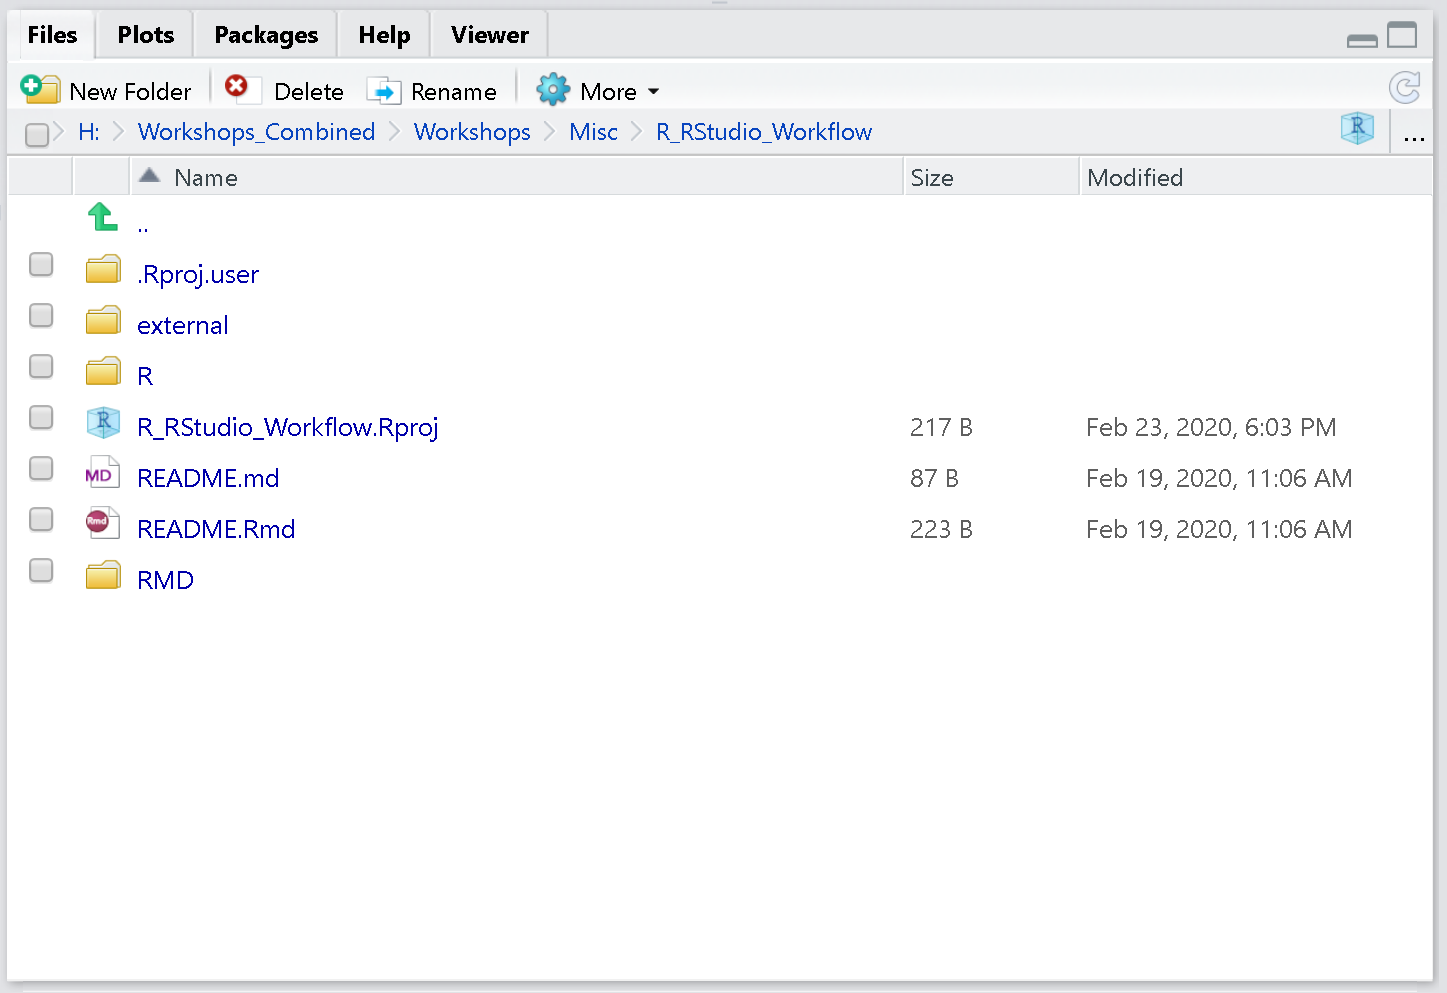 Files Plots Packages Help Viewer
New Folder Delete Rename More
H: Workshops_Combined Workshops Misc R_RStudio_Workflow R ...
Name Size Modified
..
.Rproj.user
external
R
R R_RStudio_Workflow.Rproj 217 B Feb 23, 2020, 6:03 PM
MD README.md 87 B Feb 19, 2020, 11:06 AM
Rmd README.Rmd 223 B Feb 19, 2020, 11:06 AM
RMD